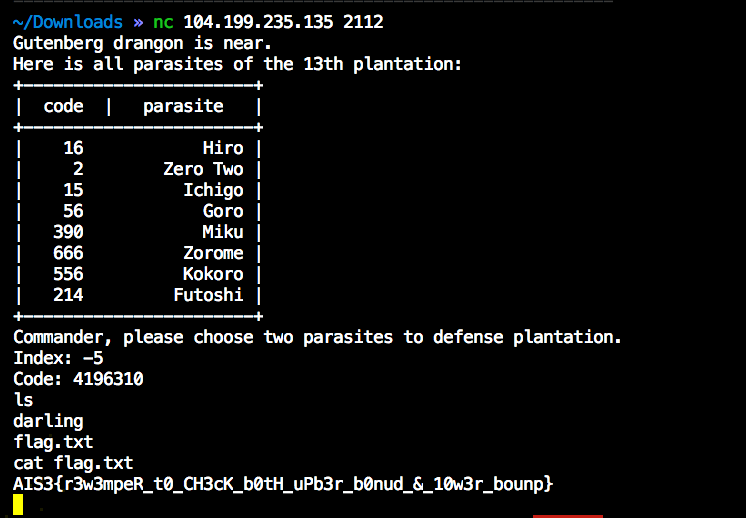 ~/Downloads » nc 104.199.235.135 2112
Gutenberg drangon is near.
Here is all parasites of the 13th plantation:
+-----------------------+
|  code  |   parasite   |
+-----------------------+
|    16            Hiro |
|     2        Zero Two |
|    15          Ichigo |
|    56            Goro |
|   390            Miku |
|   666          Zorome |
|   556          Kokoro |
|   214         Futoshi |
+-----------------------+
Commander, please choose two parasites to defense plantation.
Index: -5
Code: 4196310
ls
darling
flag.txt
cat flag.txt
AIS3{r3w3mpeR_t0_CH3cK_b0tH_uPb3r_b0nud_&_10w3r_bounp}